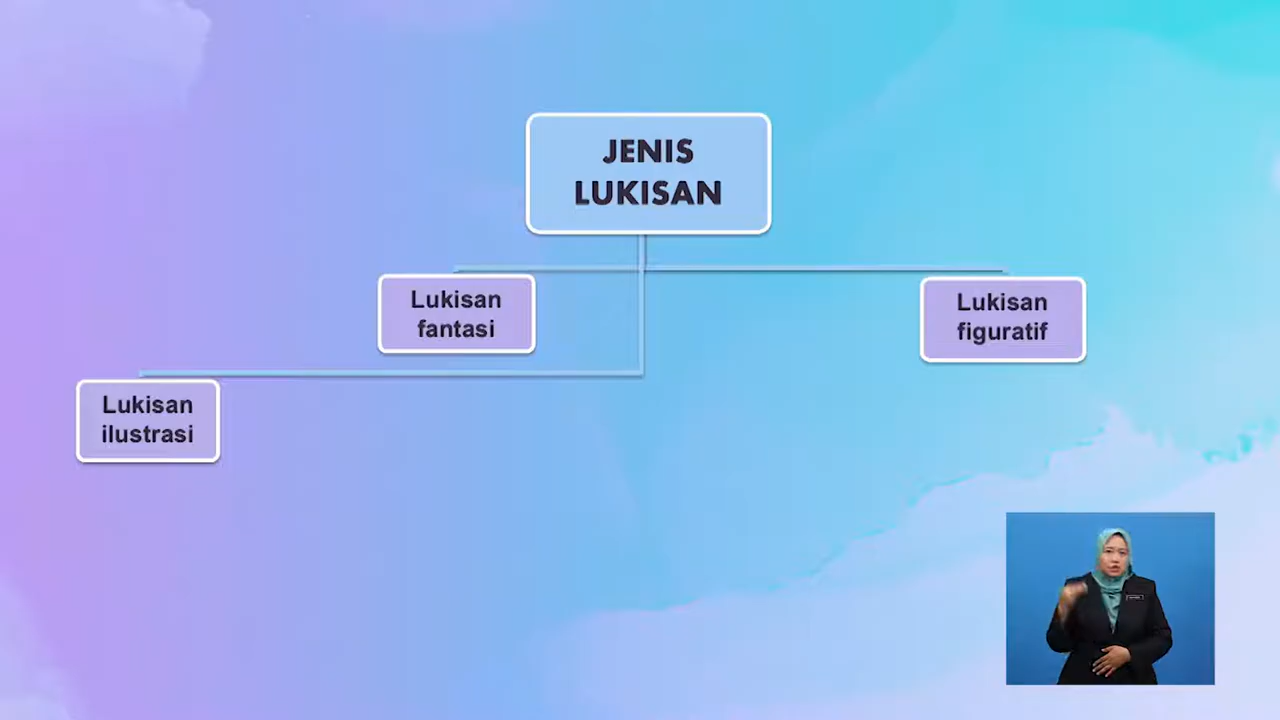 JENIS
LUKISAN
Lukisan
fantasi
Lukisan
figuratif
Lukisan
ilustrasi